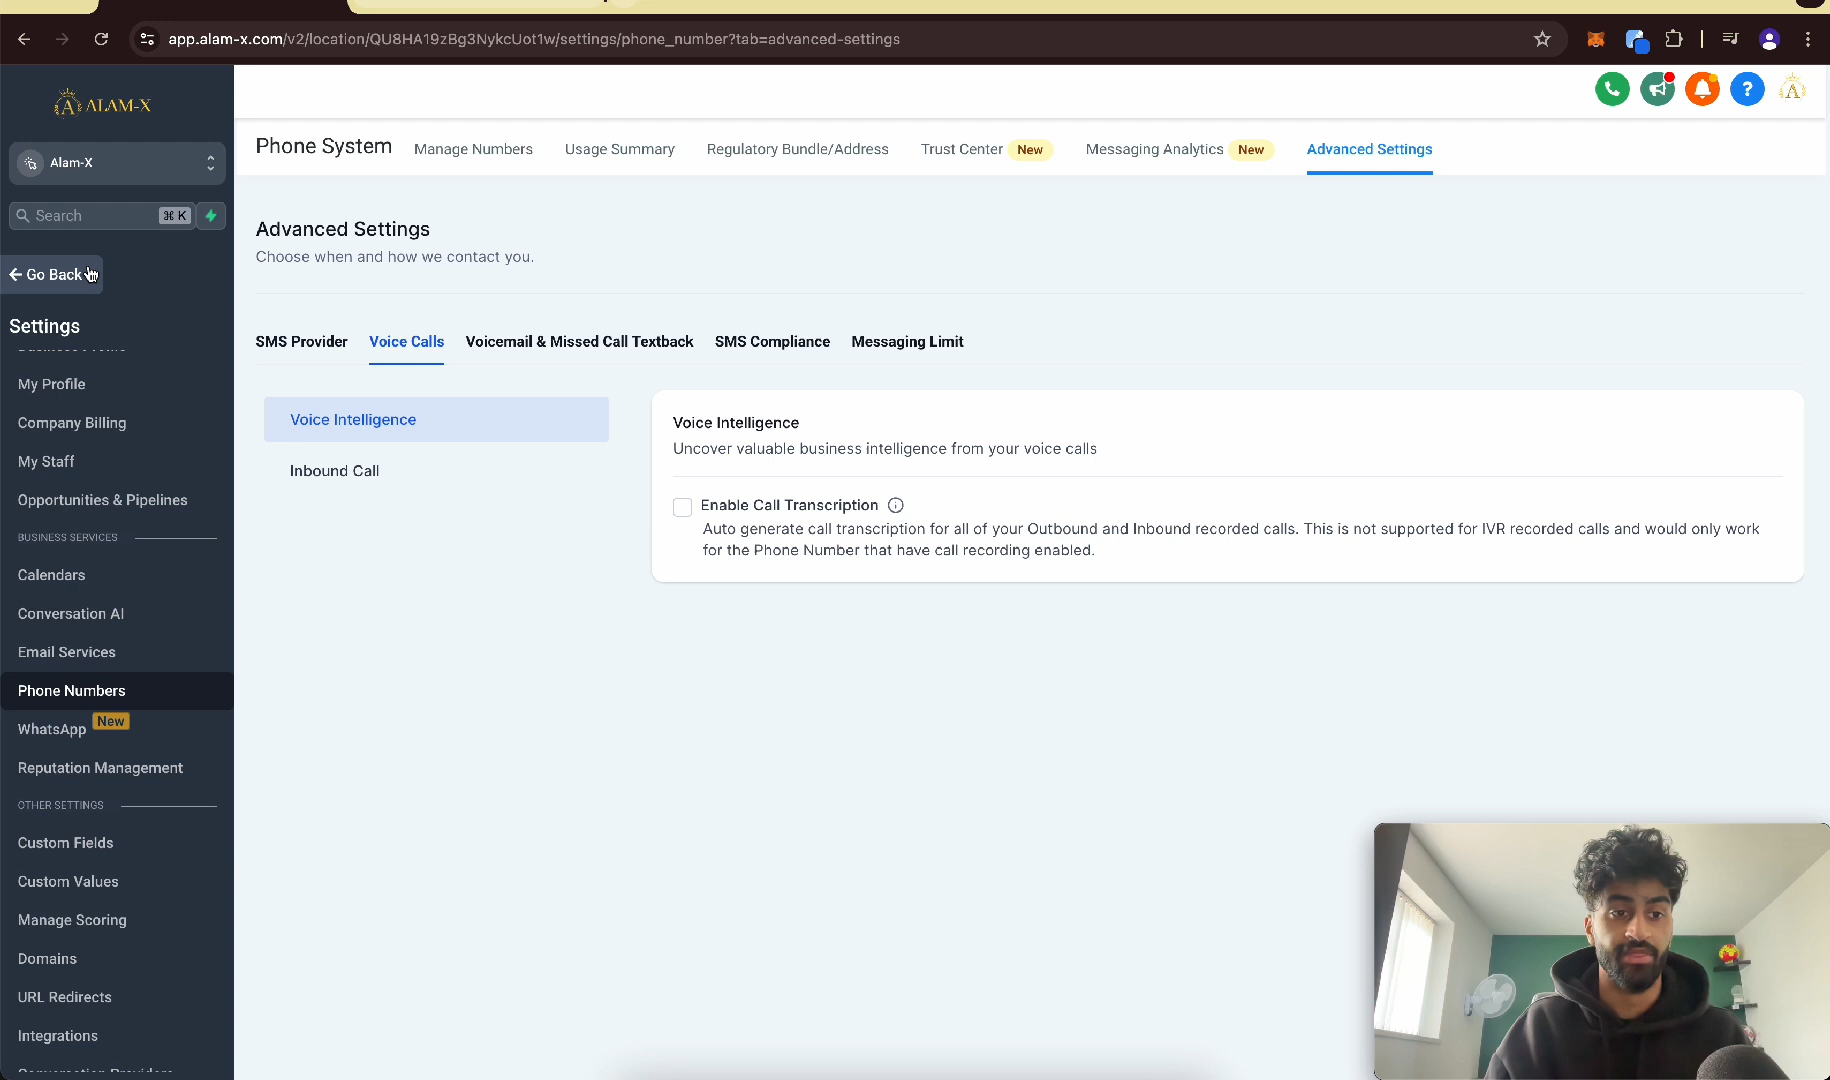 app.alam-x.com/v2/location/QU8HA19zBg3NykcUot1w/settings/phone_number?tab=advanced-settings
ALAM-X
Alam-X
Search ⌘ K
Go Back
Settings
Business Profile
My Profile
Company Billing
My Staff
Opportunities & Pipelines
BUSINESS SERVICES
Calendars
Conversation AI
Email Services
Phone Numbers
WhatsApp New
Reputation Management
OTHER SETTINGS
Custom Fields
Custom Values
Manage Scoring
Domains
URL Redirects
Integrations
Conversation Providers
Phone System Manage Numbers Usage Summary Regulatory Bundle/Address Trust Center New Messaging Analytics New Advanced Settings
Advanced Settings
Choose when and how we contact you.
SMS Provider Voice Calls Voicemail & Missed Call Textback SMS Compliance Messaging Limit
Voice Intelligence
Inbound Call
Voice Intelligence
Uncover valuable business intelligence from your voice calls
Enable Call Transcription
Auto generate call transcription for all of your Outbound and Inbound recorded calls. This is not supported for IVR recorded calls and would only work
for the Phone Number that have call recording enabled.